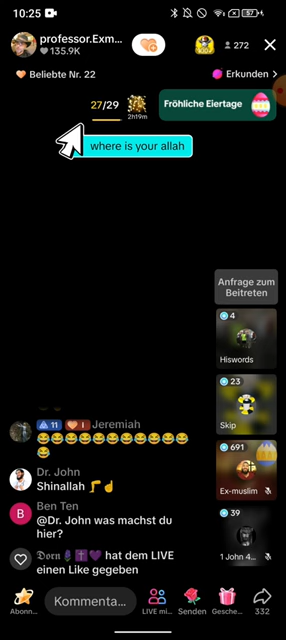 10:25
57
professor.Exm...
135.9K
272
Beliebte Nr. 22
Erkunden >
27/29
2h19m
Fröhliche Eiertage
where is your allah
Anfrage zum
Beitreten
4
Hiswords
23
Skip
691
Ex-muslim
39
1 John 4...
11 1 Jeremiah
😂😂😂😂😂😂😂😂😂😂😂
😂
Dr. John
Shinallah 🦵☝️
B
Ben Ten
@Dr. John was machst du
hier?
𝔇𝔬𝔯𝔫 hat dem LIVE
einen Like gegeben
Abonn...
Kommenta...
LIVE mi...
Senden
Gesche...
332